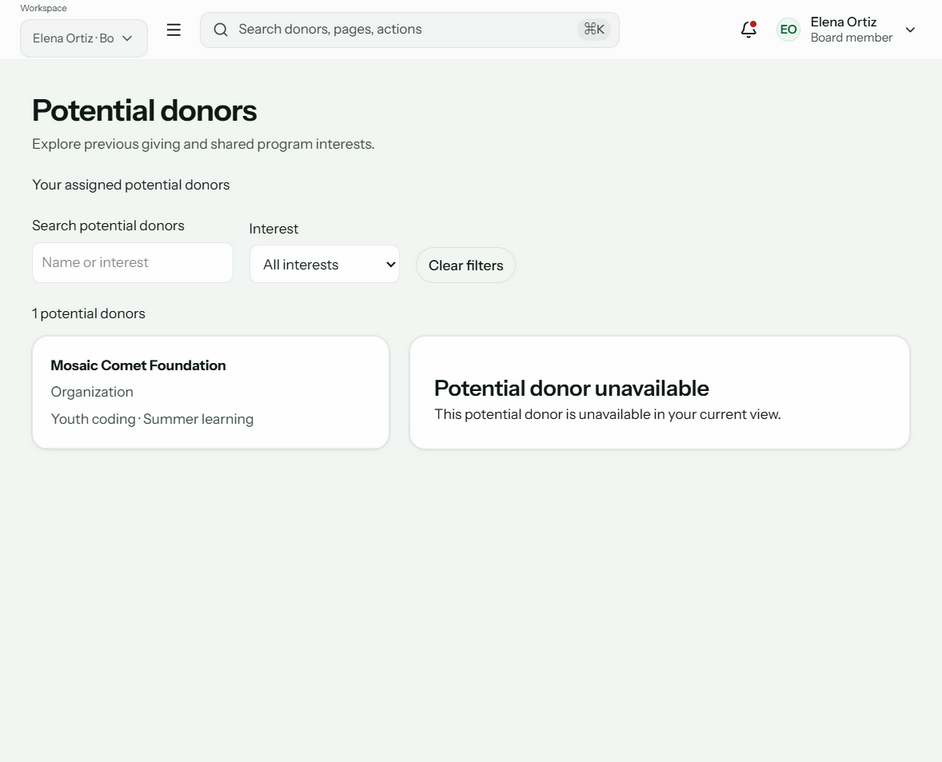 Workspace
Elena Ortiz · Bo
Search donors, pages, actions
⌘K
EO
Elena Ortiz
Board member
Potential donors
Explore previous giving and shared program interests.
Your assigned potential donors
Search potential donors
Interest
Name or interest
All interests
Clear filters
1 potential donors
Mosaic Comet Foundation
Organization
Youth coding · Summer learning
Potential donor unavailable
This potential donor is unavailable in your current view.